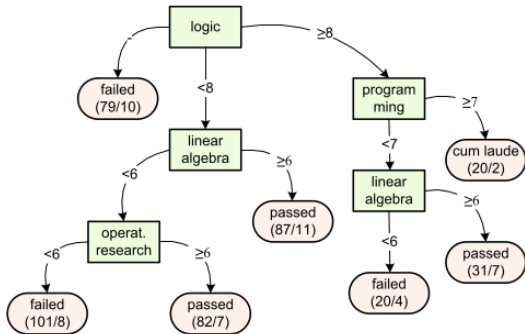 logic
-
≥8
failed
(79/10)
<8
program
ming
≥7
<7
cum laude
(20/2)
linear
algebra
<6
≥6
passed
(87/11)
linear
algebra
≥6
<6
operat.
research
passed
(31/7)
<6
≥6
failed
(20/4)
failed
(101/8)
passed
(82/7)